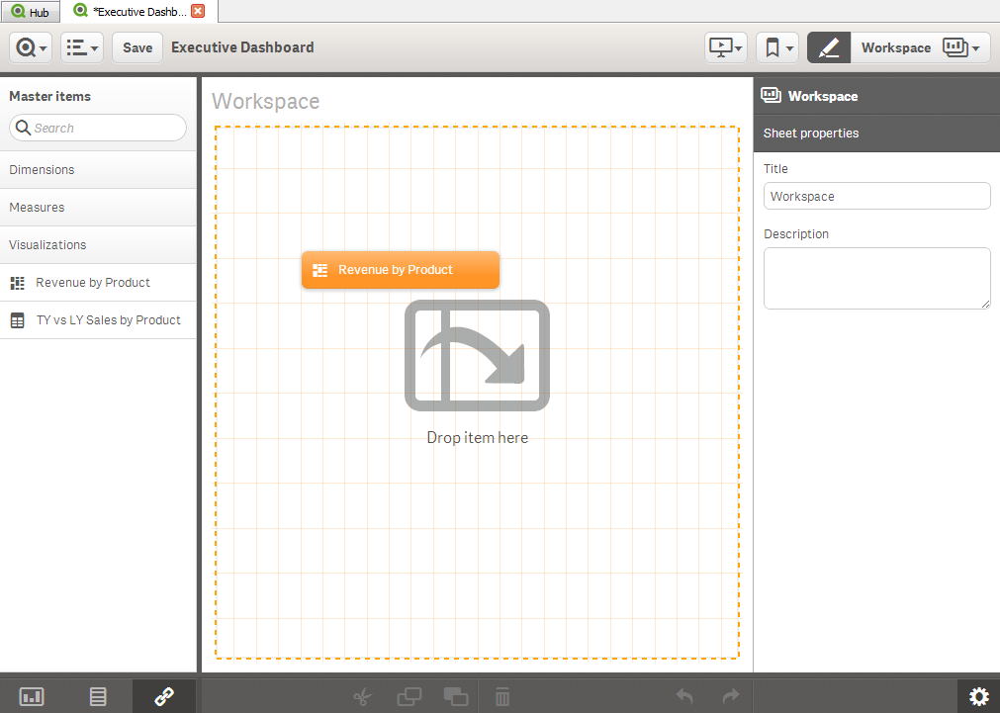 Hub
*Executive Dashb...
Save
Executive Dashboard
Workspace
Master items
Search
Dimensions
Measures
Visualizations
Revenue by Product
TY vs LY Sales by Product
Workspace
Revenue by Product
Drop item here
Workspace
Sheet properties
Title
Workspace
Description